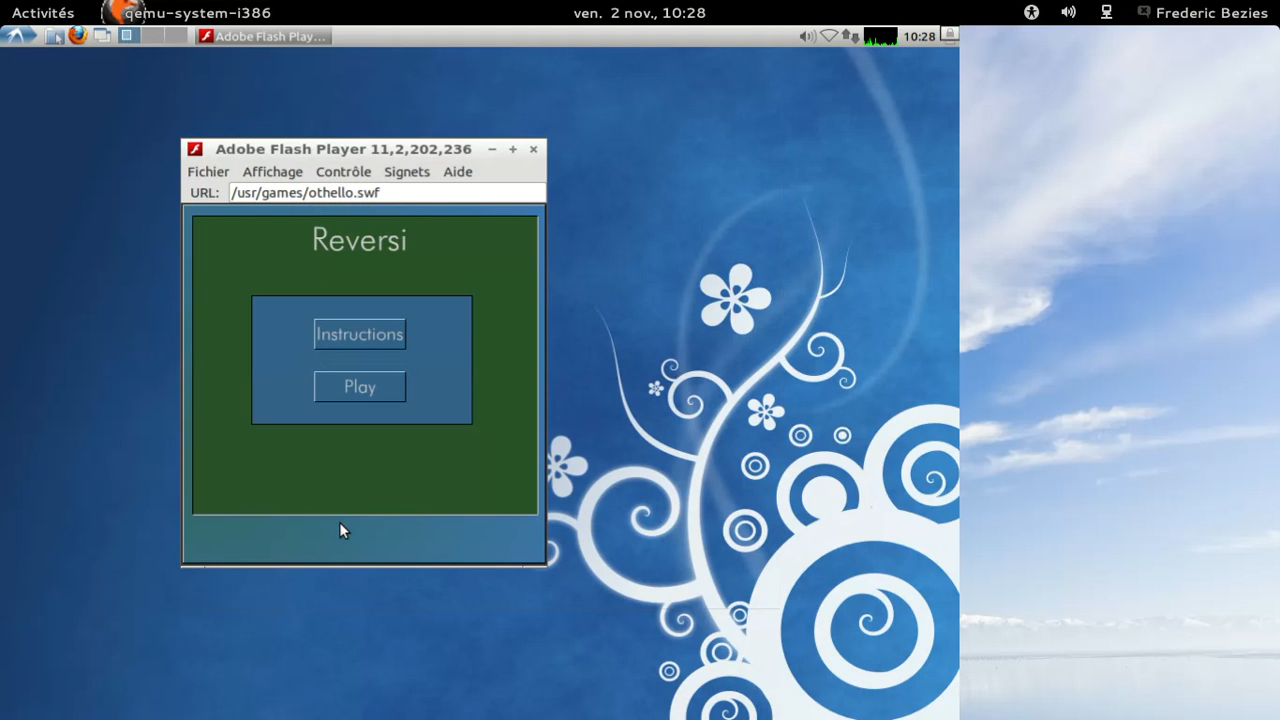 Activités qemu-system-i386 ven. 2 nov., 10:28 Frederic Bezies
Adobe Flash Play... 10:28
Adobe Flash Player 11,2,202,236
Fichier Affichage Contrôle Signets Aide
URL: /usr/games/othello.swf
Reversi
Instructions
Play